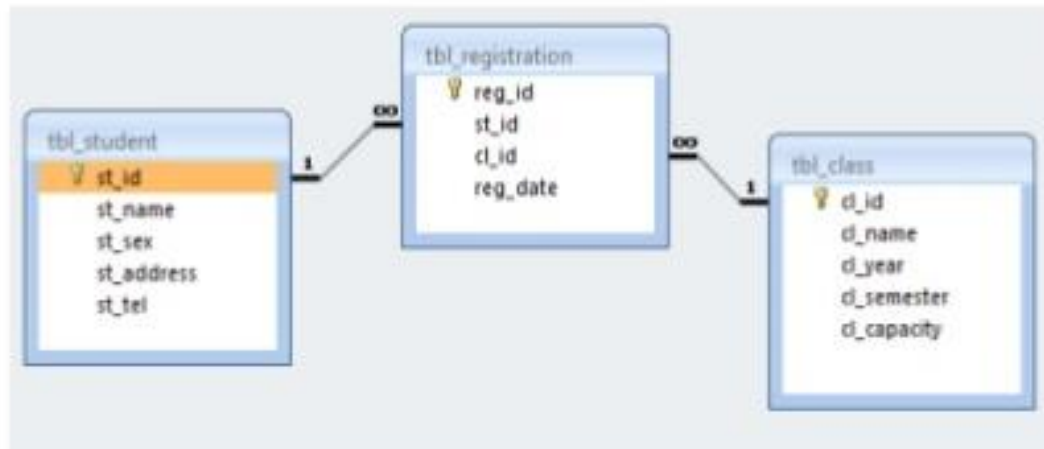 tbl_student
st_id
st_name
st_sex
st_address
st_tel
1
∞
tbl_registration
reg_id
st_id
cl_id
reg_date
∞
1
tbl_class
cl_id
cl_name
cl_year
cl_semester
cl_capacity